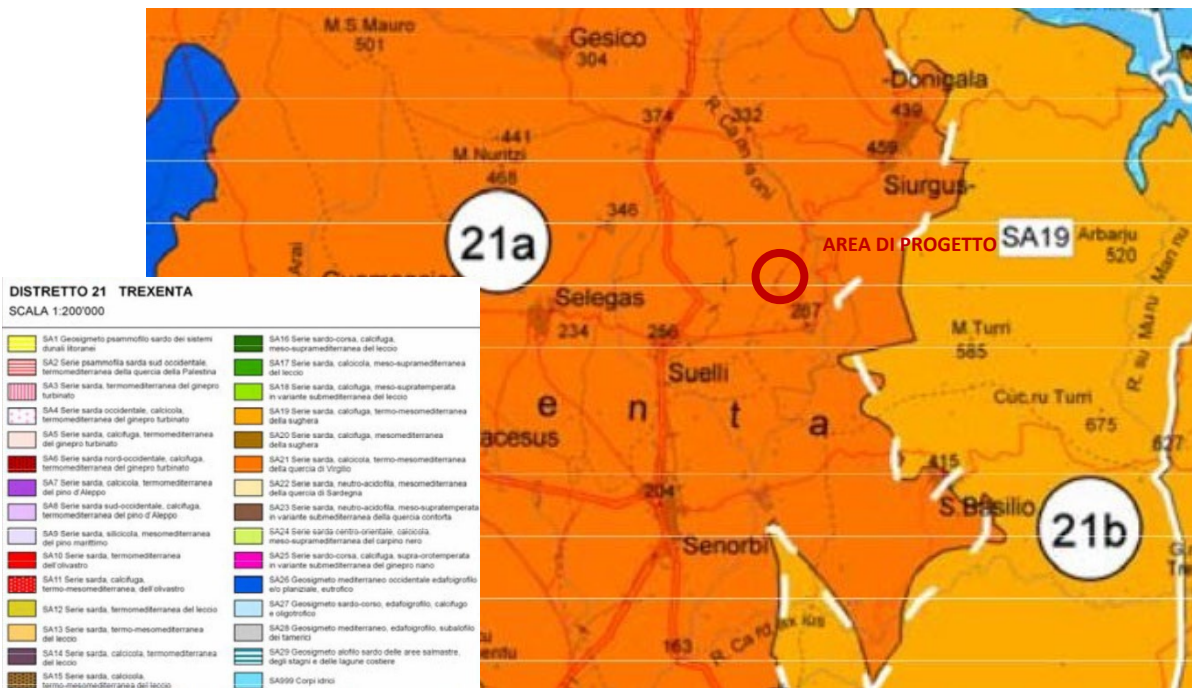 M.S.Mauro
501
Gesico
304
-Donigala
439
374
332
R. Ca
459
441
M.Nuritzi
468
Siurgus-
346
21a
AREA DI PROGETTO
SA19
Arbarju
520
Arai
Selegas
267
234
256
M.Turri
585
R. su Mu.ru Man nu
Suelli
Cuc.ru Turri
e n t a
675
acesus
627
415
204
S.Basilio
21b
Senorbi
163
DISTRETTO 21 TREXENTA
SCALA 1:200'000
SA1 Geosigmeto psammofilo sardo dei sistemi
dunali litoranei
SA2 Serie psammofila sarda sud occidentale,
termomediterranea della quercia della Palestina
SA3 Serie sarda, termomediterranea del ginepro
turbinato
SA4 Serie sarda occidentale, calcicola,
termomediterranea del ginepro turbinato
SA5 Serie sarda, calcifuga, termomediterranea
del ginepro turbinato
SA6 Serie sarda nord-occidentale, calcifuga,
termomediterranea del ginepro turbinato
SA7 Serie sarda, calcicola, termomediterranea
del pino d'Aleppo
SA8 Serie sarda sud-occidentale, calcifuga,
termomediterranea del pino d'Aleppo
SA9 Serie sarda, silicicola, mesomediterranea
del pino marittimo
SA10 Serie sarda, termomediterranea
dell'olivastro
SA11 Serie sarda, calcifuga,
termo-mesomediterranea, dell'olivastro
SA12 Serie sarda, termomediterranea del leccio
SA13 Serie sarda, termo-mesomediterranea
del leccio
SA14 Serie sarda, calcicola, termomediterranea
del leccio
SA15 Serie sarda, calcicola,
termo-mesomediterranea del leccio
SA16 Serie sardo-corsa, calcifuga,
meso-supramediterranea del leccio
SA17 Serie sarda, calcicola, meso-supramediterranea
del leccio
SA18 Serie sarda, calcifuga, meso-supratemperata
in variante submediterranea del leccio
SA19 Serie sarda, calcifuga, termo-mesomediterranea
della sughera
SA20 Serie sarda, calcifuga, mesomediterranea
della sughera
SA21 Serie sarda, calcicola, termo-mesomediterranea
della quercia di Virgilio
SA22 Serie sarda, neutro-acidofila, mesomediterranea
della quercia di Sardegna
SA23 Serie sarda, neutro-acidofila, meso-supratemperata
in variante submediterranea della quercia contorta
SA24 Serie sarda centro-orientale, calcicola,
meso-supramediterranea del carpino nero
SA25 Serie sardo-corsa, calcifuga, supra-orotemperata
in variante submediterranea del ginepro nano
SA26 Geosigmeto mediterraneo occidentale edafoigrofilo
e/o planiziale, eutrofico
SA27 Geosigmeto sardo-corso, edafoigrofilo, calcifugo
e oligotrofico
SA28 Geosigmeto mediterraneo, edafoigrofilo, subalofilo
dei tamerici
SA29 Geosigmeto alofilo sardo delle aree salmastre,
degli stagni e delle lagune costiere
SA999 Corpi idrici